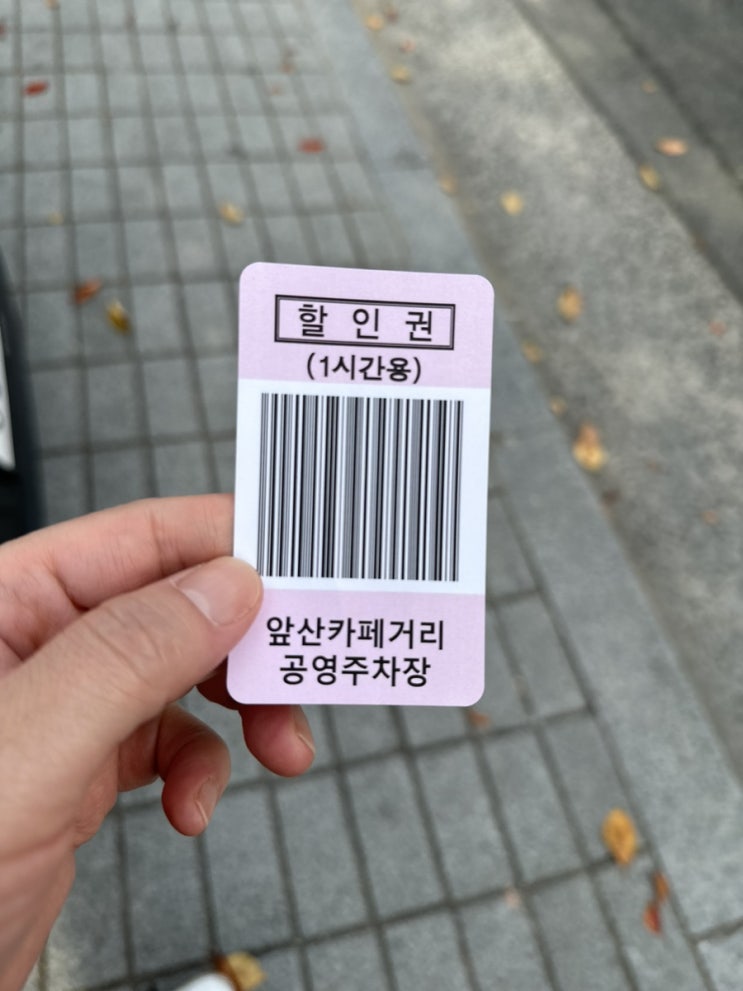 할 인 권
(1시간용)
앞산카페거리
공영주차장